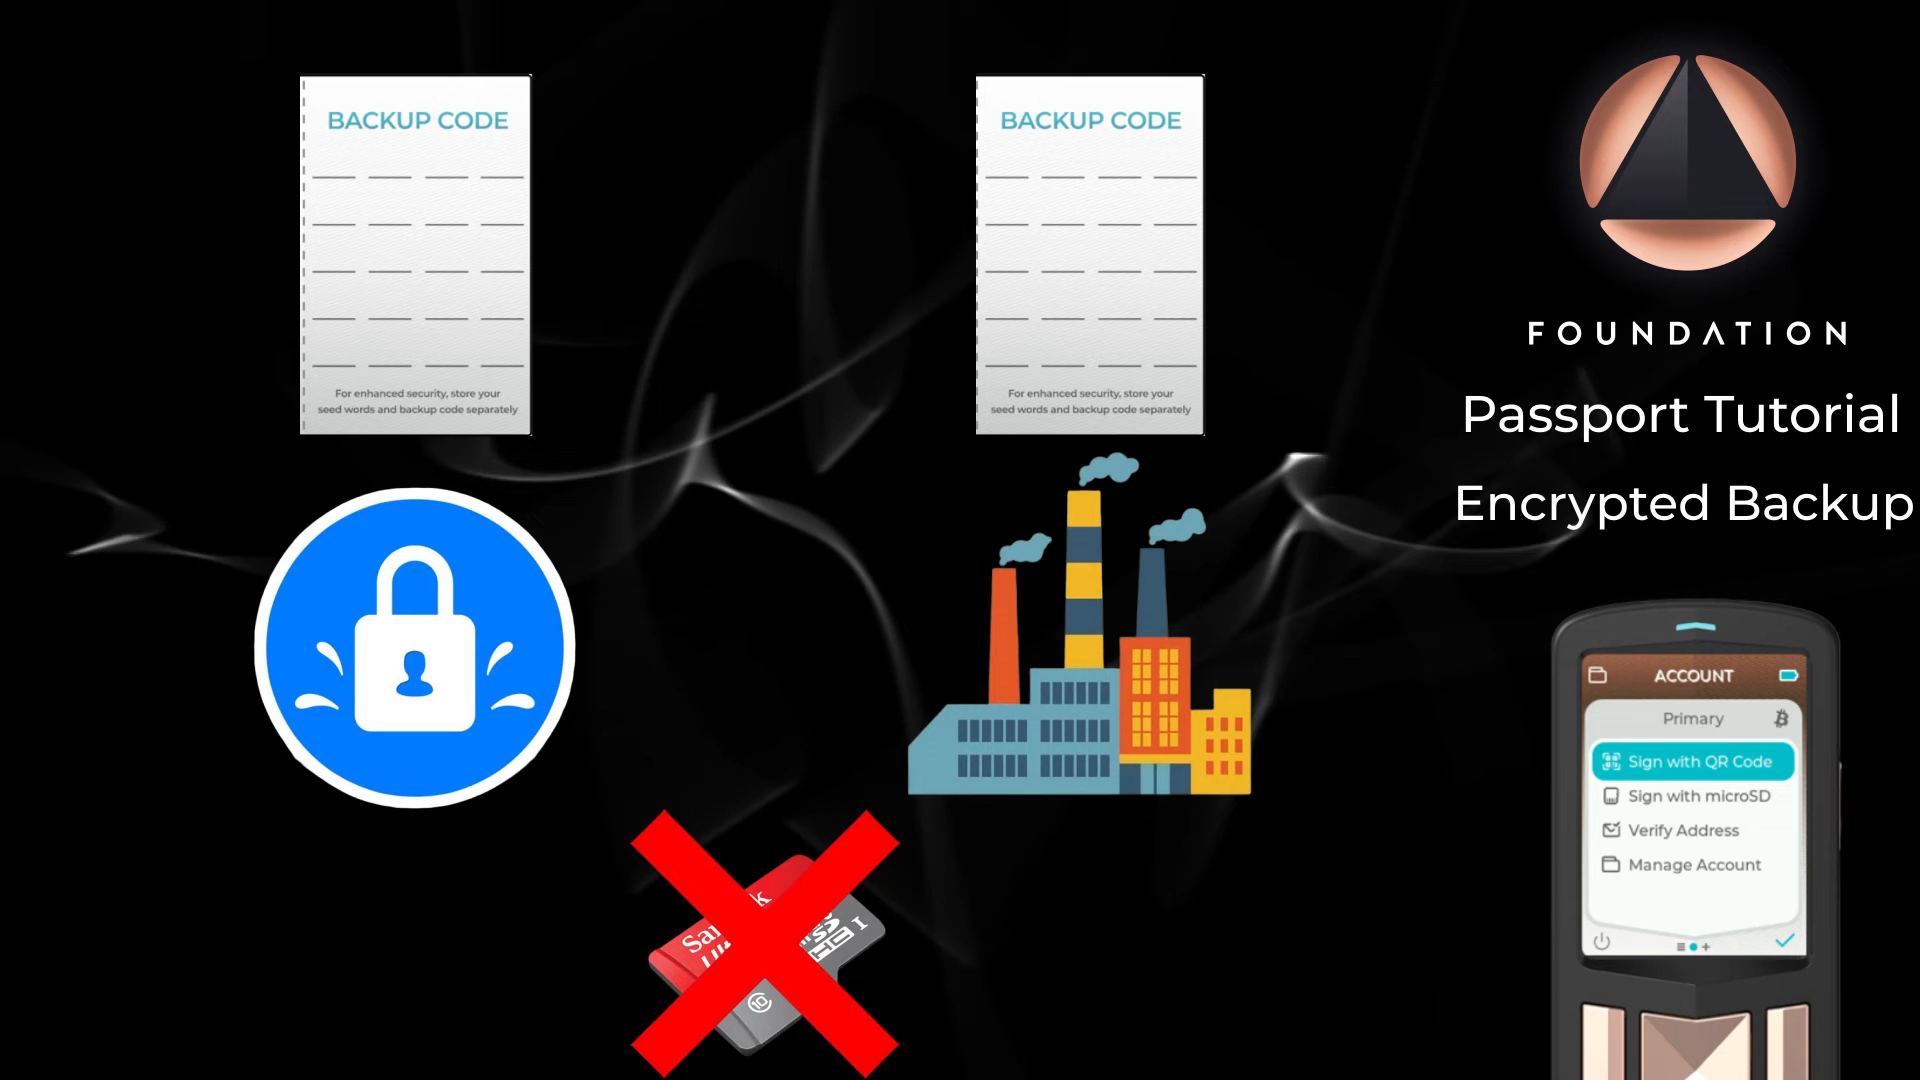 BACKUP CODE
For enhanced security, store your
seed words and backup code separately
BACKUP CODE
For enhanced security, store your
seed words and backup code separately
FOUNDATION
Passport Tutorial
Encrypted Backup
ACCOUNT
Primary
Sign with QR Code
Sign with microSD
Verify Address
Manage Account
10